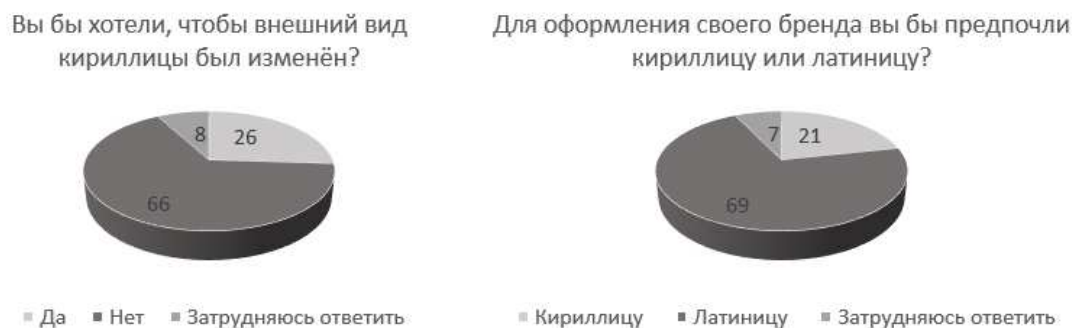 Вы бы хотели, чтобы внешний вид
кириллицы был изменён?
8
26
66
Да Нет Затрудняюсь ответить
Для оформления своего бренда вы бы предпочли
кириллицу или латиницу?
7
21
69
Кириллицу Латиницу Затрудняюсь ответить